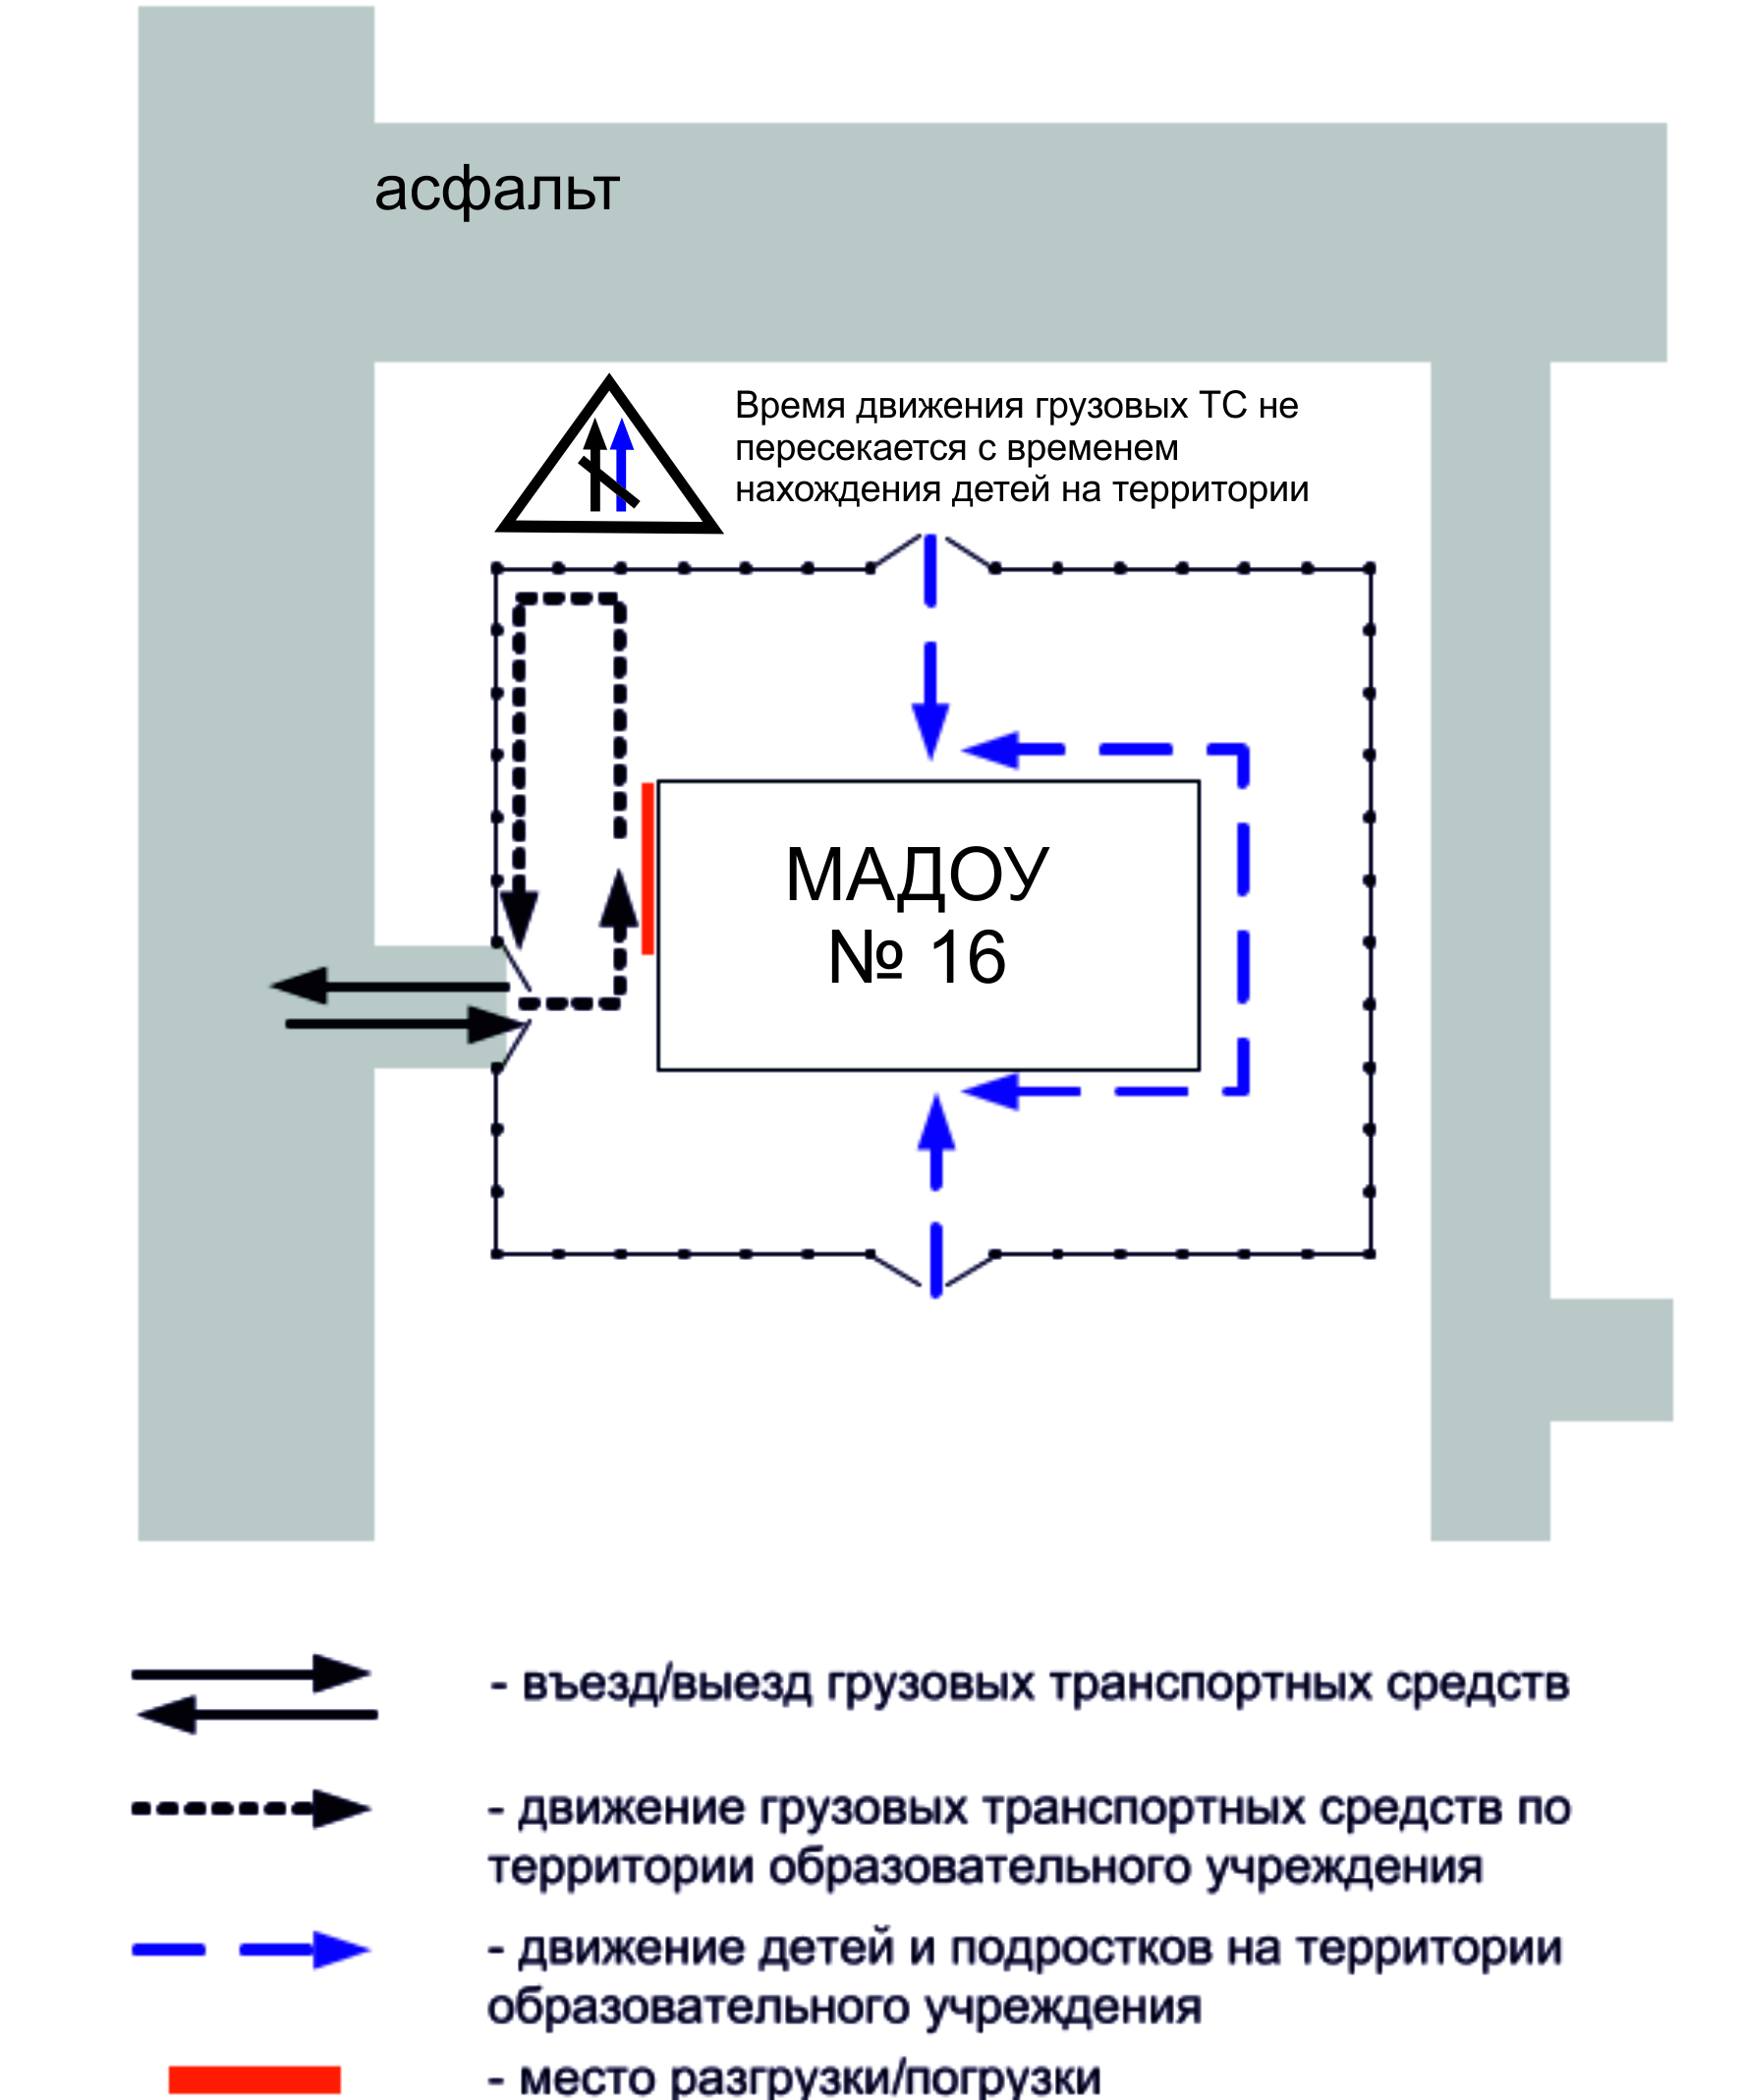 асфальт
Время движения грузовых ТС не
пересекается с временем
нахождения детей на территории
МАДОУ
№ 16
- въезд/выезд грузовых транспортных средств
- движение грузовых транспортных средств по
территории образовательного учреждения
- движение детей и подростков на территории
образовательного учреждения
- место разгрузки/погрузки